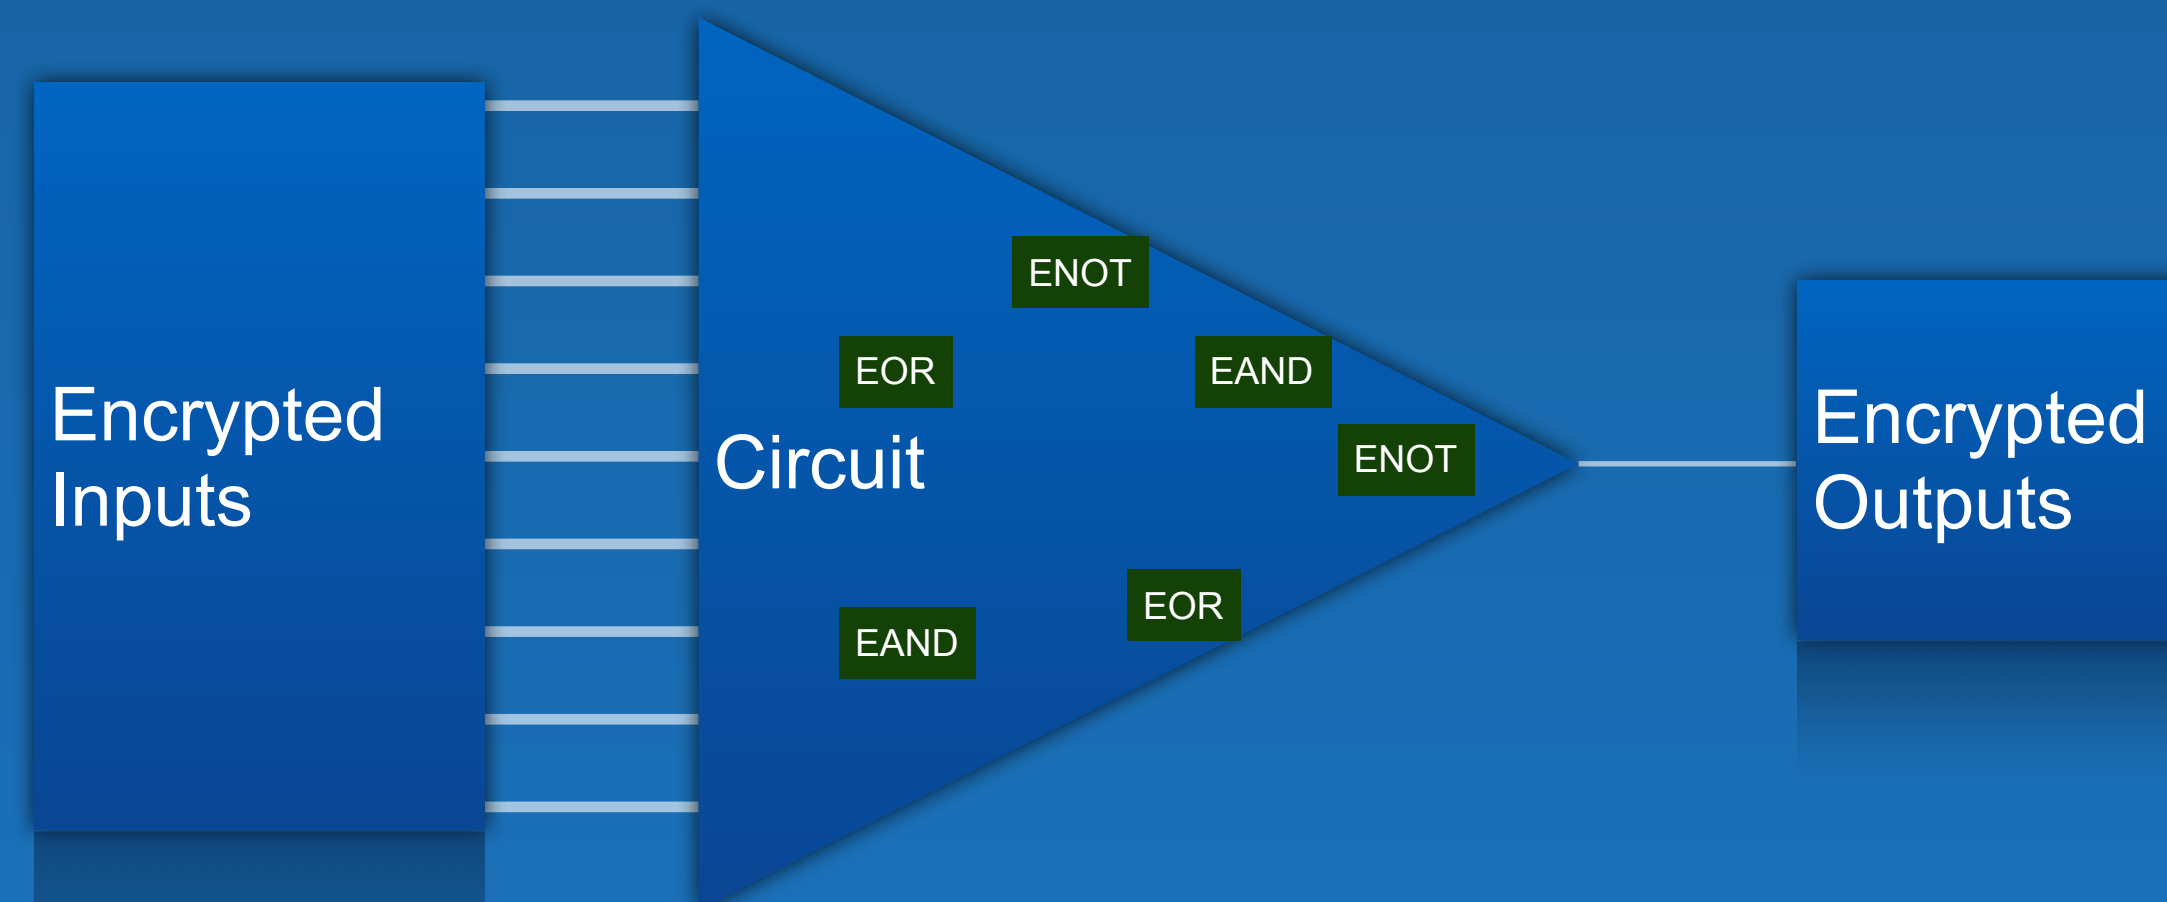 Encrypted
Inputs
Circuit
ENOT
EOR
EAND
ENOT
EOR
EAND
Encrypted
Outputs